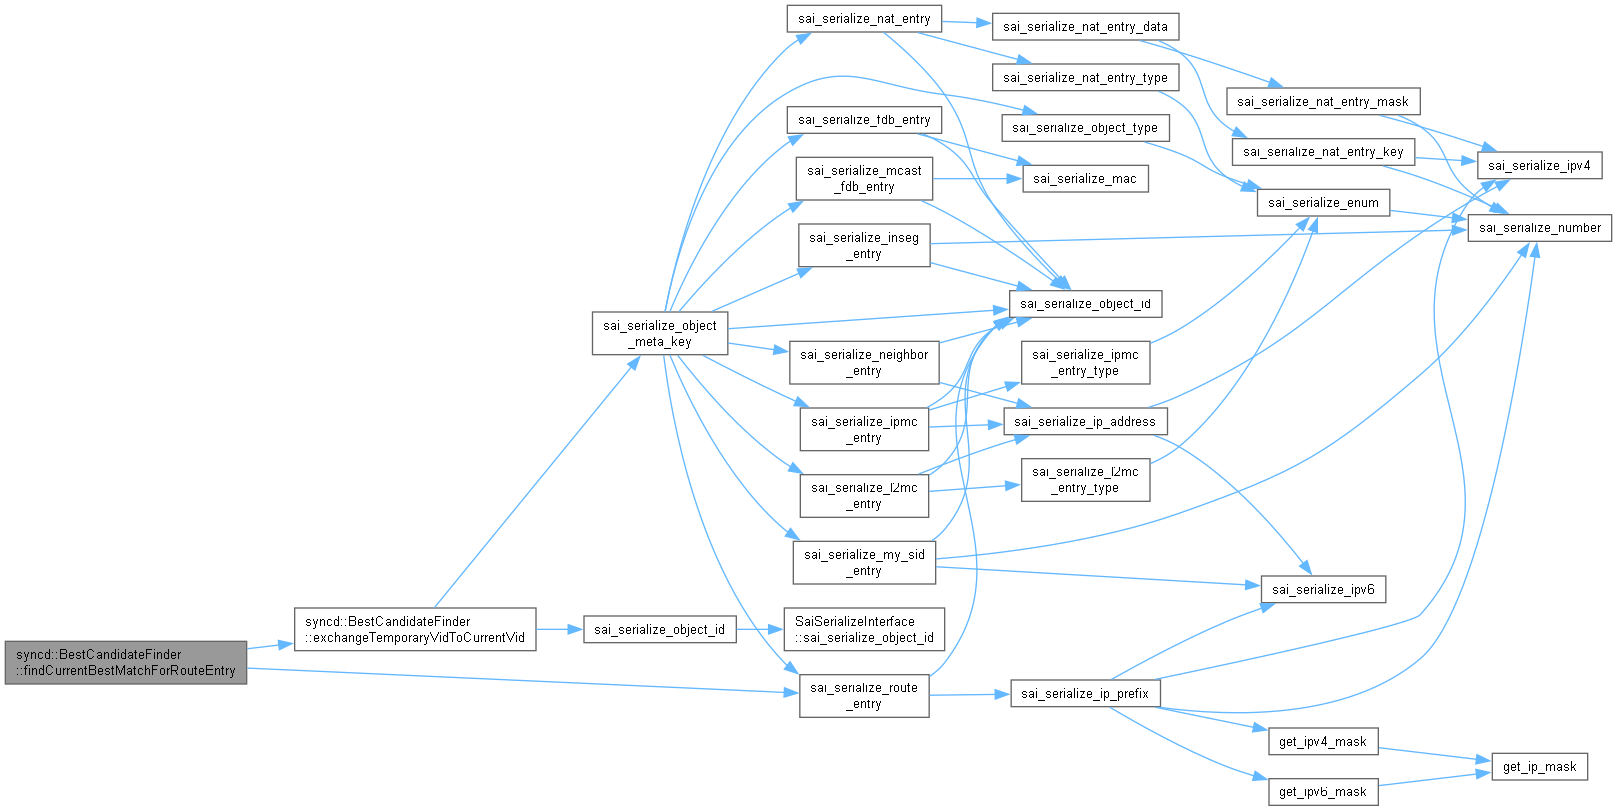 sai_serialize_nat_entry
sai_serialize_nat_entry_data
sai_serialize_nat_entry_type
sai_serialize_nat_entry_mask
sai_serialize_fdb_entry
sai_serialize_object_type
sai_serialize_nat_entry_key
sai_serialize_ipv4
sai_serialize_mcast
_fdb_entry
sai_serialize_mac
sai_serialize_enum
sai_serialize_number
sai_serialize_inseg
_entry
sai_serialize_object_id
sai_serialize_object
_meta_key
sai_serialize_neighbor
_entry
sai_serialize_ipmc
_entry_type
sai_serialize_ipmc
_entry
sai_serialize_ip_address
sai_serialize_l2mc
_entry
sai_serialize_l2mc
_entry_type
sai_serialize_my_sid
_entry
sai_serialize_ipv6
syncd::BestCandidateFinder
::exchangeTemporaryVidToCurrentVid
sai_serialize_object_id
SaiSerializeInterface
::sai_serialize_object_id
syncd::BestCandidateFinder
::findCurrentBestMatchForRouteEntry
sai_serialize_route
_entry
sai_serialize_ip_prefix
get_ipv4_mask
get_ip_mask
get_ipv6_mask